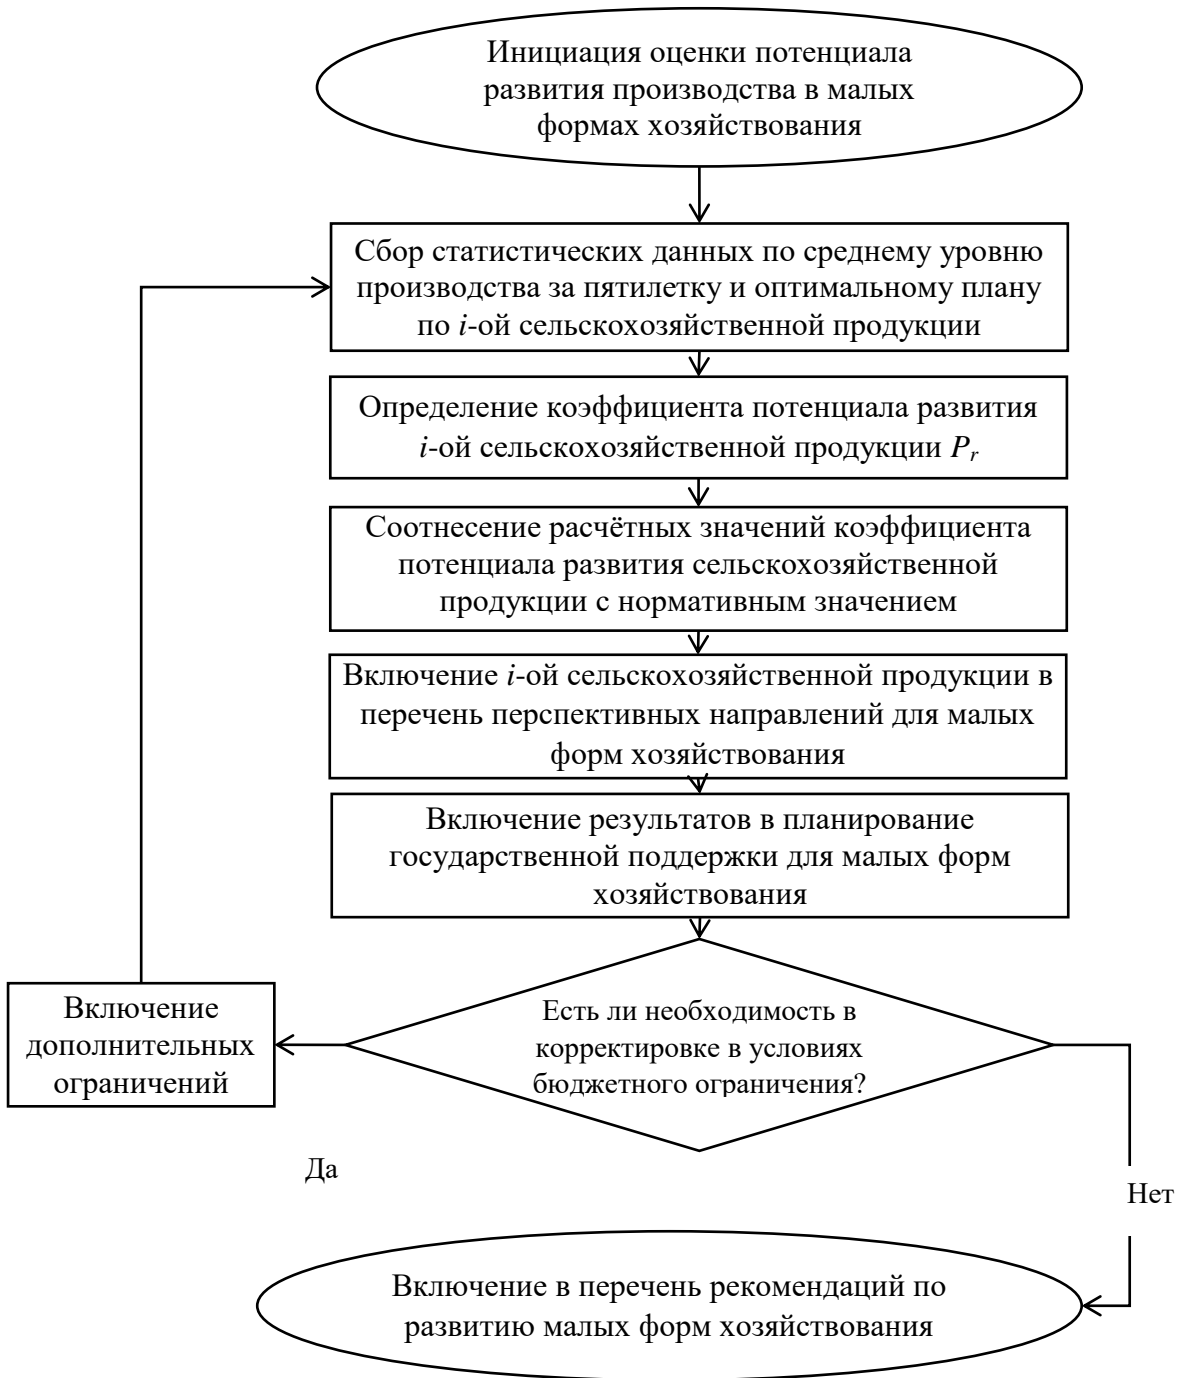 Инициация оценки потенциала
развития производства в малых
формах хозяйствования
Сбор статистических данных по среднему уровню
производства за пятилетку и оптимальному плану
по i-ой сельскохозяйственной продукции
Определение коэффициента потенциала развития
i-ой сельскохозяйственной продукции Pr
Соотнесение расчётных значений коэффициента
потенциала развития сельскохозяйственной
продукции с нормативным значением
Включение i-ой сельскохозяйственной продукции в
перечень перспективных направлений для малых
форм хозяйствования
Включение результатов в планирование
государственной поддержки для малых форм
хозяйствования
Есть ли необходимость в
корректировке в условиях
бюджетного ограничения?
Включение
дополнительных
ограничений
Да
Нет
Включение в перечень рекомендаций по
развитию малых форм хозяйствования